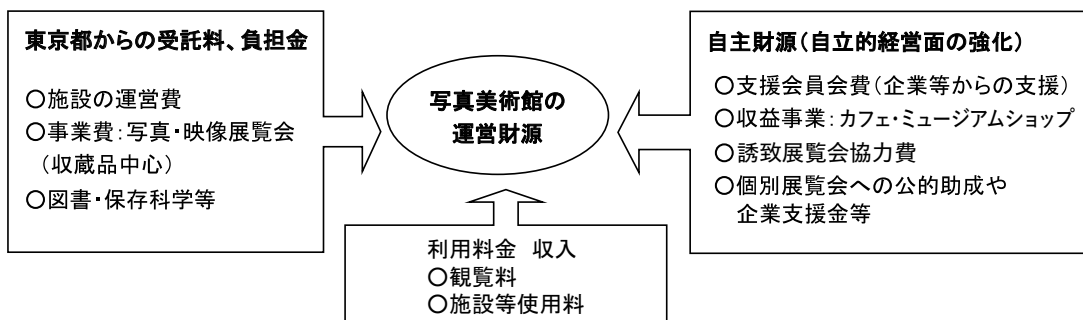 東京都からの受託料、負担金
○施設の運営費
○事業費:写真・映像展覧会
(収蔵品中心)
○図書・保存科学等
写真美術館の
運営財源
自主財源(自立的経営面の強化)
○支援会員会費(企業等からの支援)
○収益事業:カフェ・ミュージアムショップ
○誘致展覧会協力費
○個別展覧会への公的助成や
企業支援金等
利用料金 収入
○観覧料
○施設等使用料